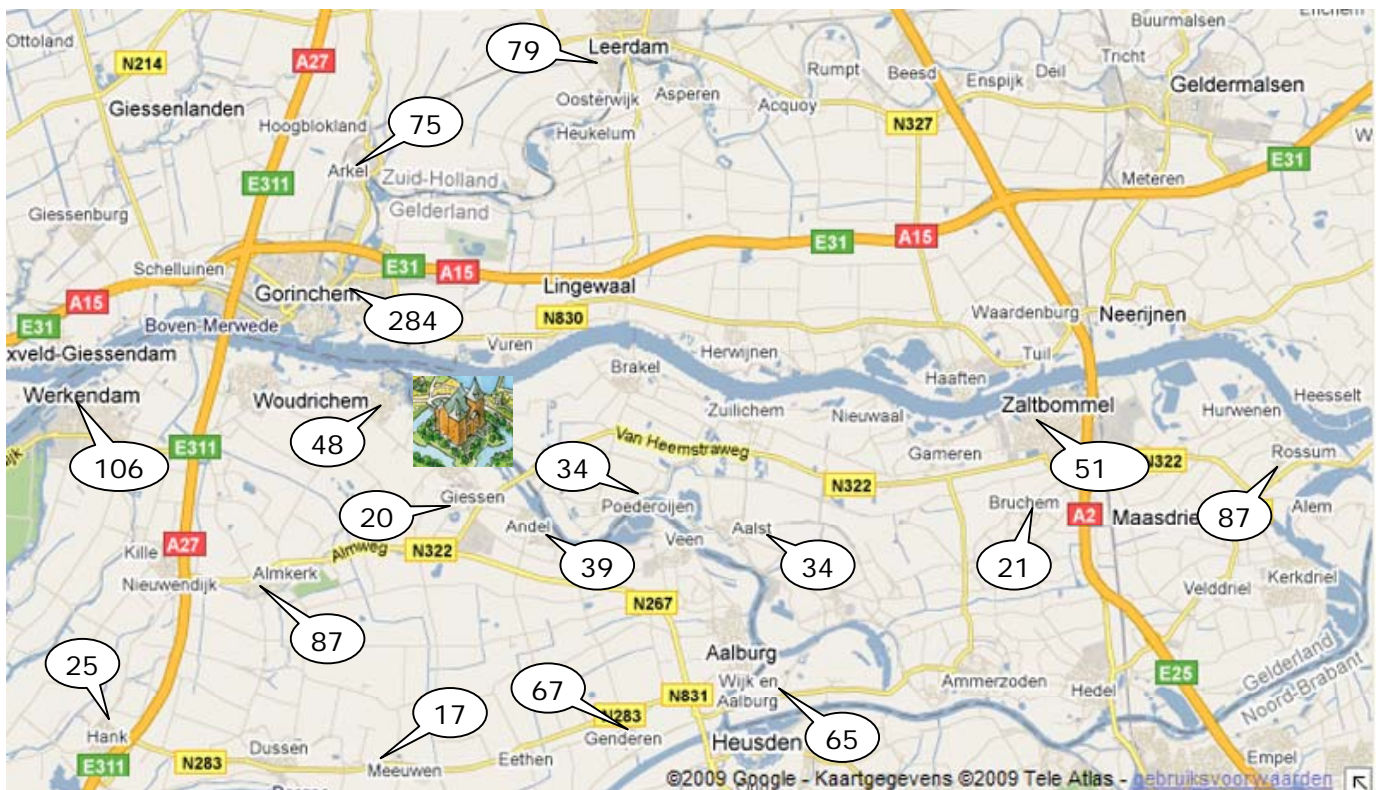 Ottoland
N214
A27
79
Leerdam
Buurmalsen
Tricht
Rumpt
Beesd
Enspijk
Deil
Geldermalsen
Giessenlanden
Oosterwijk
Asperen
Acquoy
Hoogblokland
75
Heukelum
N327
Arkel
Zuid-Holland
E311
E31
Meteren
Giessenburg
Gelderland
E31
A15
Schelluinen
E31
A15
Gorinchem
Lingewaal
A15
284
N830
Waardenburg
Neerijnen
E31
Boven-Merwede
xveld-Giessendam
Vuren
Herwijnen
Tuil
Brakel
Haaften
Heesselt
Werkendam
Woudrichem
Zaltbommel
Zuilichem
Nieuwaal
Hurwenen
48
E311
Van Heemstraweg
Gameren
Rossum
106
34
51
N322
N322
Giessen
20
Poederoijen
Bruchem
A2
Maasdrie
87
Alem
Andel
Aalst
Veen
Kille
A27
Almweg
N322
39
34
21
Nieuwendijk
Almkerk
Velddriel
Kerkdriel
N267
87
Aalburg
25
E25
Gelderland
Noord-Brabant
67
N831
Wijk en
Aalburg
Ammerzoden
Hedel
17
N283
Hank
Genderen
65
Heusden
Dussen
N283
Eethen
Meeuwen
E311
Empel
©2009 Google - Kaartgegevens ©2009 Tele Atlas - gebruiksvoorwaarden